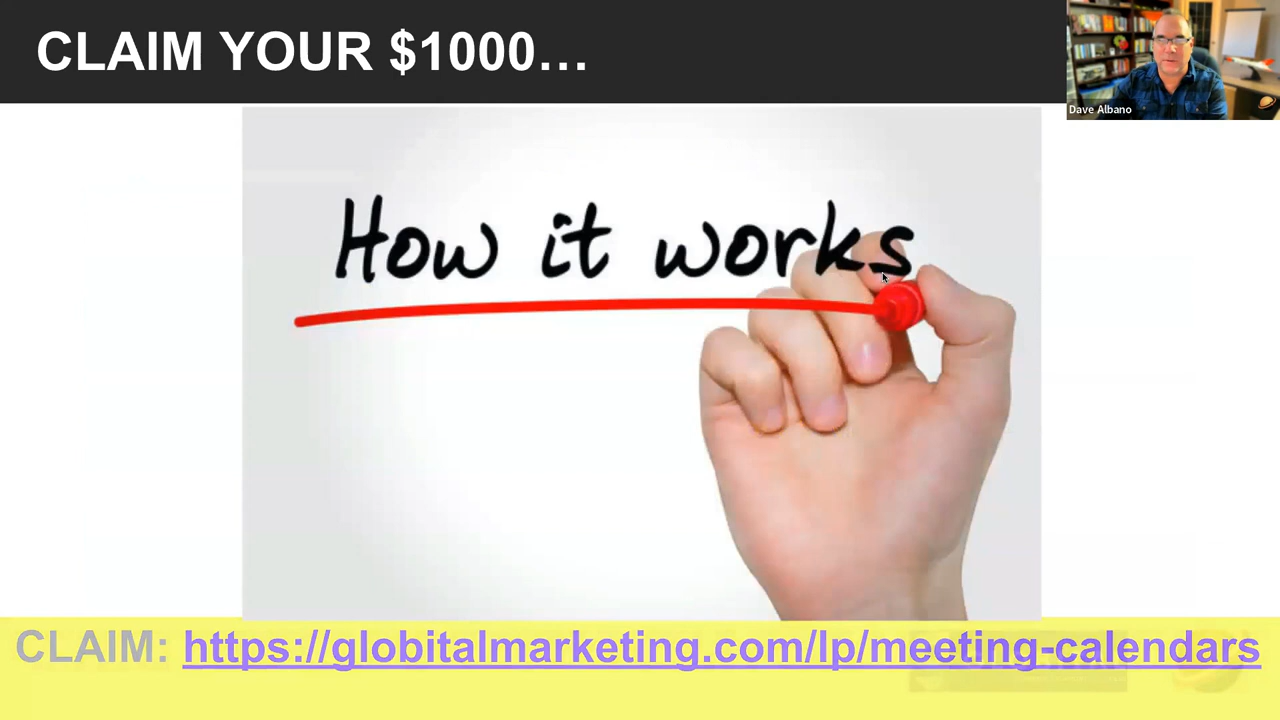 CLAIM YOUR $1000…
Dave Albano
How it works
CLAIM: https://globitalmarketing.com/lp/meeting-calendars